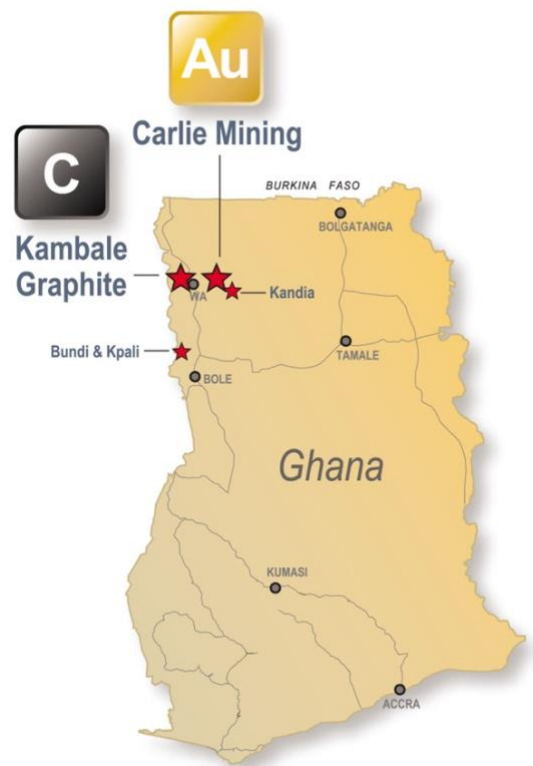 Au
Carlie Mining
C
Kambale
Graphite
BURKINA FASO
BOLGATANGA
WA
Kandia
Bundi & Kpali
TAMALE
BOLE
Ghana
KUMASI
ACCRA